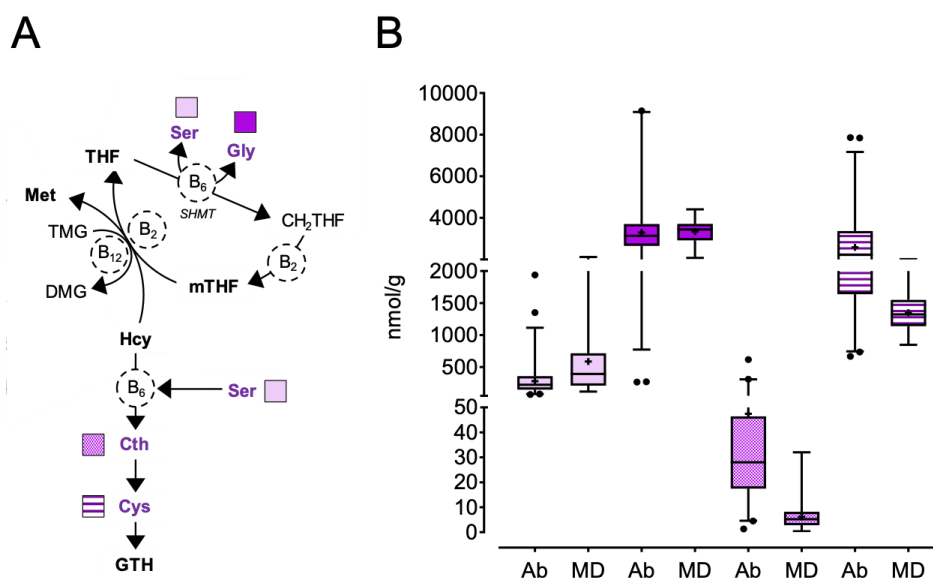 A
Ser
Gly
THF
B6
SHMT
Met
CH2THF
TMG
B2
B12
B2
DMG
mTHF
Hcy
B6
Ser
Cth
Cys
GTH
B
nmol/g
10000
8000
6000
4000
2000
1500
1000
500
50
40
30
20
10
0
Ab MD Ab MD Ab MD Ab MD